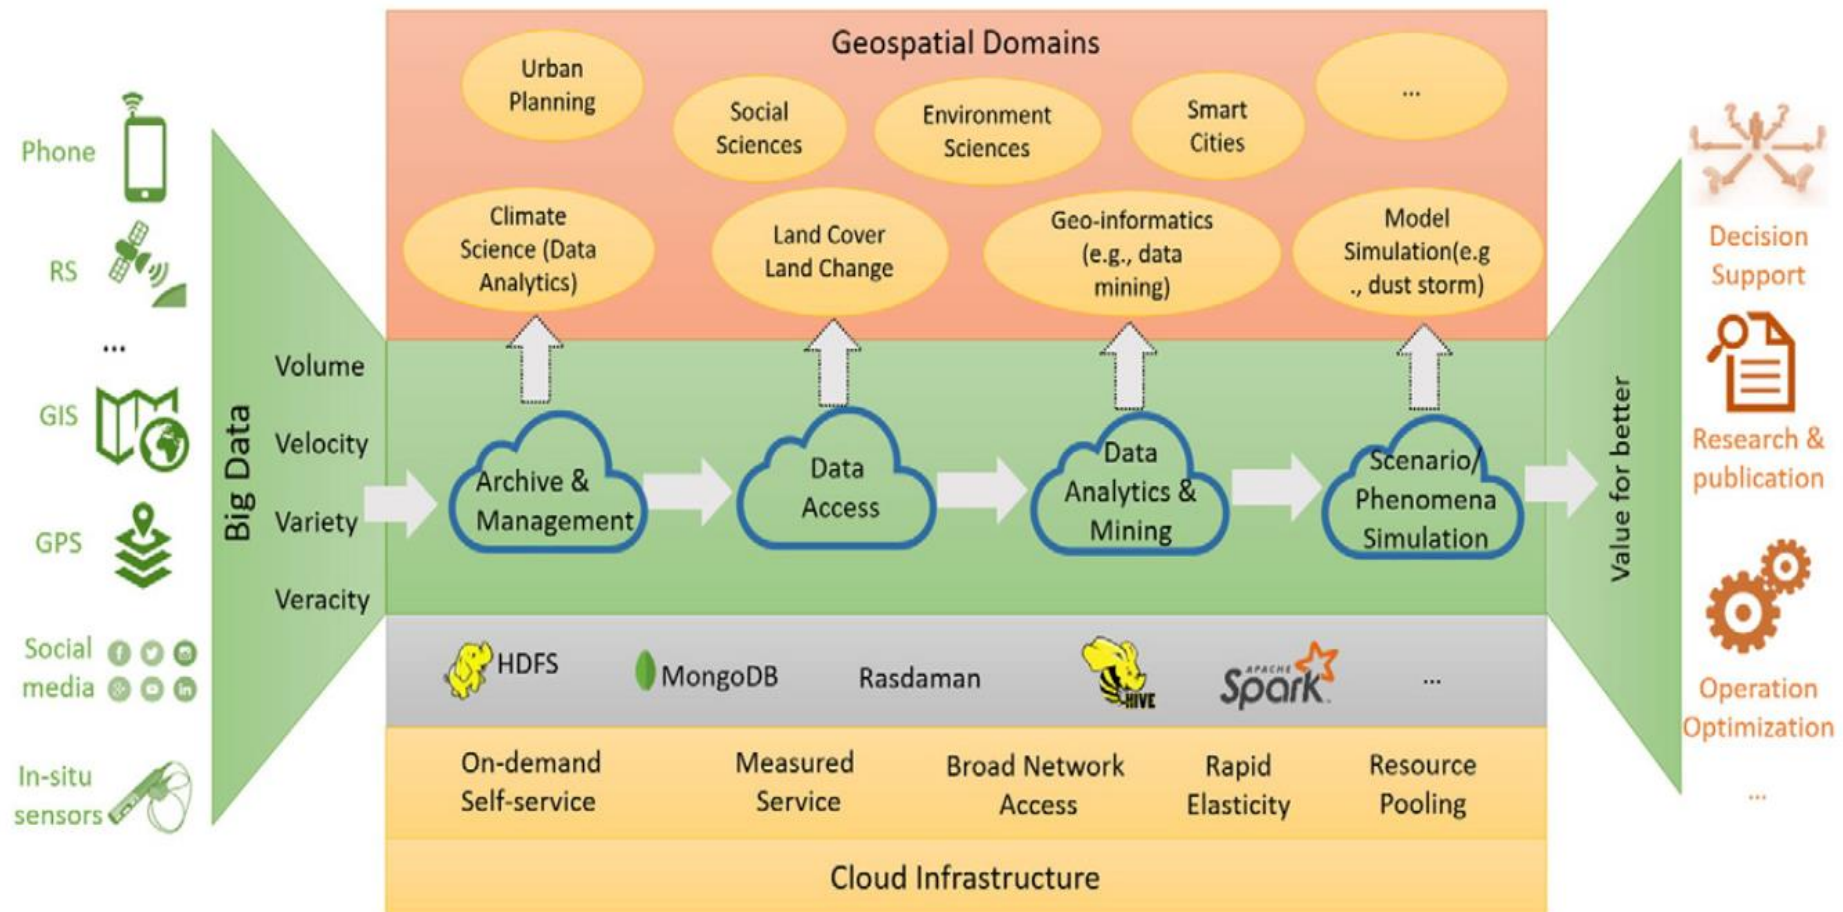 Phone
RS
...
GIS
GPS
Social
media
In-situ
sensors
Big Data
Volume
Velocity
Variety
Veracity
Geospatial Domains
Urban
Planning
Social
Sciences
Environment
Sciences
Smart
Cities
...
Climate
Science (Data
Analytics)
Land Cover
Land Change
Geo-informatics
(e.g., data
mining)
Model
Simulation(e.g
., dust storm)
Archive &
Management
Data
Access
Data
Analytics &
Mining
Scenario/
Phenomena
Simulation
HDFS
MongoDB
Rasdaman
HIVE
APACHE
Spark
...
On-demand
Self-service
Measured
Service
Broad Network
Access
Rapid
Elasticity
Resource
Pooling
Cloud Infrastructure
Value for better
Decision
Support
Research &
publication
Operation
Optimization
...